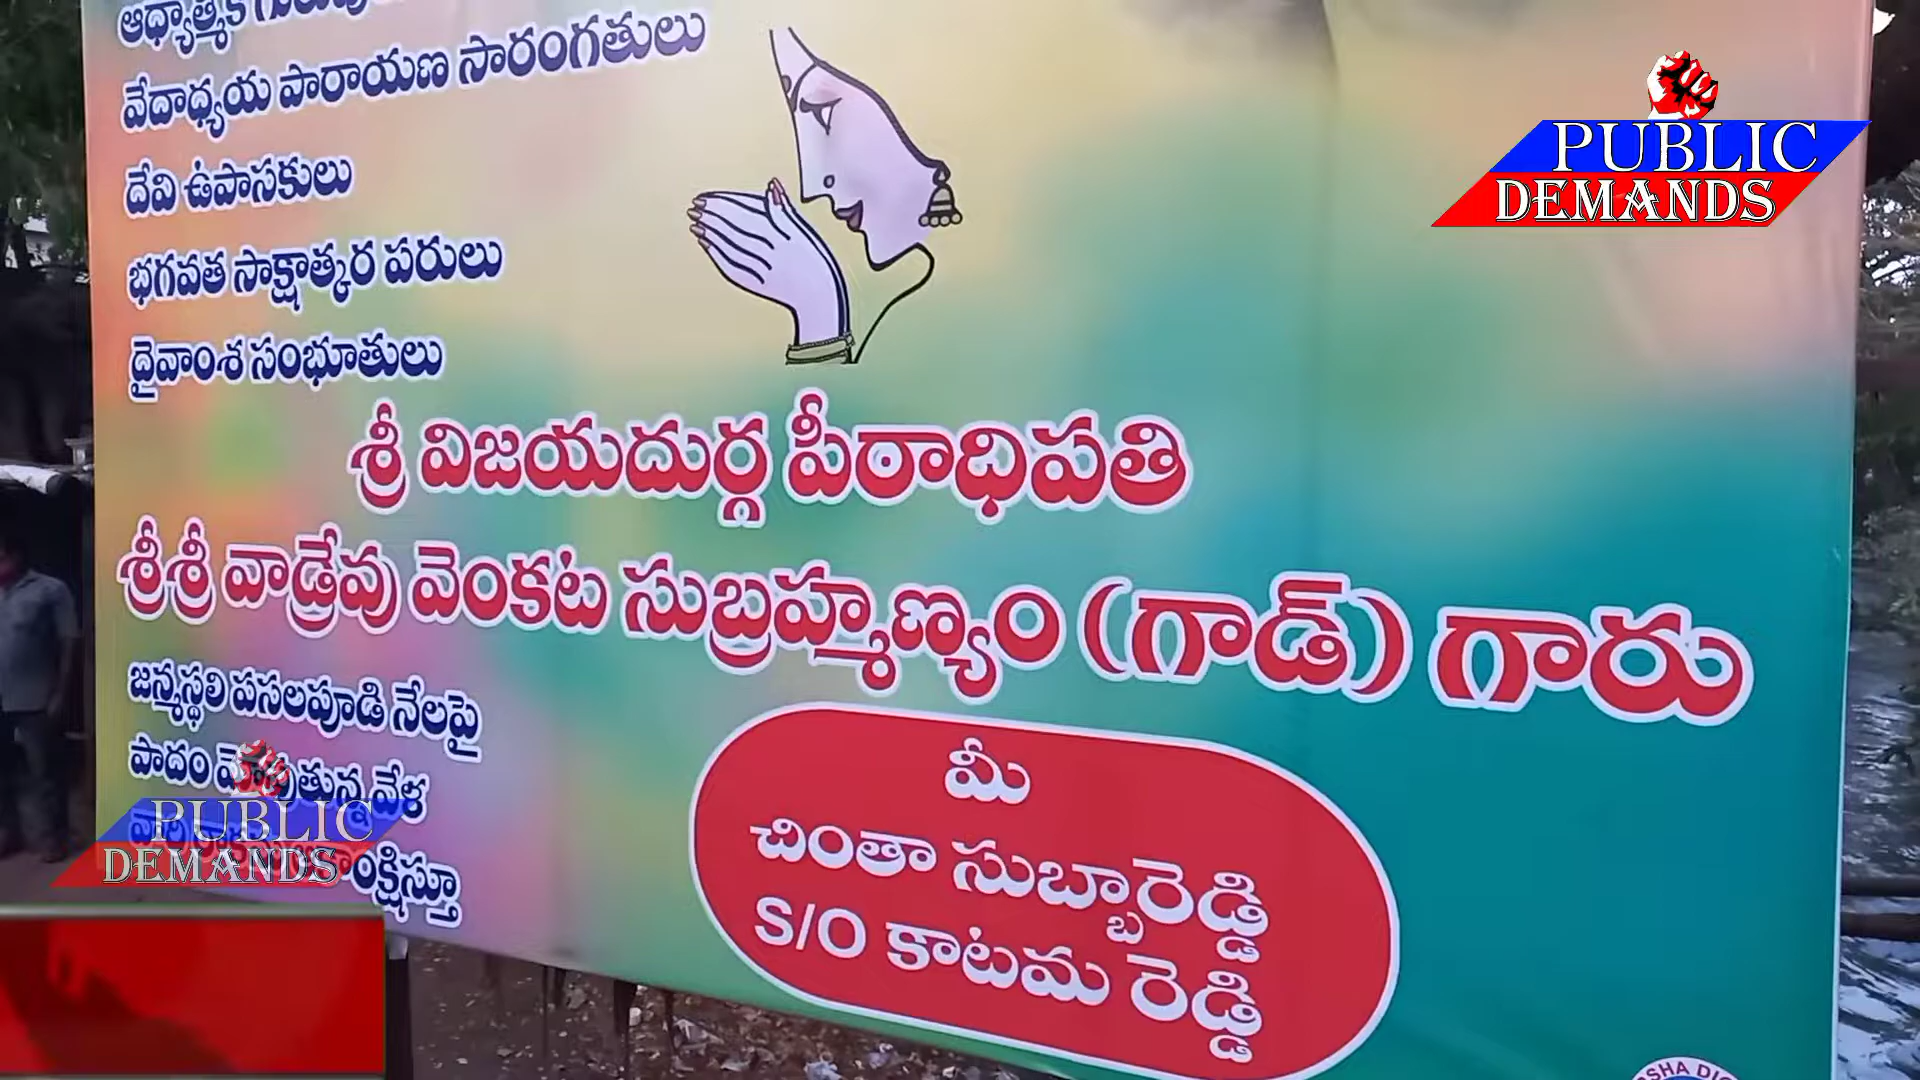 ఆధ్యాత్మిక
వేదాధ్యయ పారాయణ సారంగతులు
దేవి ఉపాసకులు
భగవత సాక్షాత్కర పరులు
దైవాంశ సంభూతులు
శ్రీ విజయదుర్గ పీఠాధిపతి
శ్రీశ్రీ వాడ్రేవు వెంకట సుబ్రహ్మణ్యం (గాడ్) గారు
జన్మస్థలి పసలపూడి నేలపై
పాదం మోపుతున్న వేళ
మీ
చింతా సుబ్బారెడ్డి
S/O కాటమ రెడ్డి
PUBLIC
DEMANDS
PUBLIC
DEMANDS